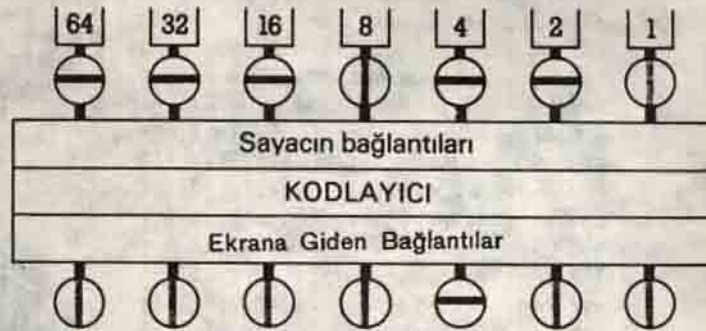 64 32 16 8 4 2 1
Sayacın bağlantıları
KODLAYICI
Ekrana Giden Bağlantılar